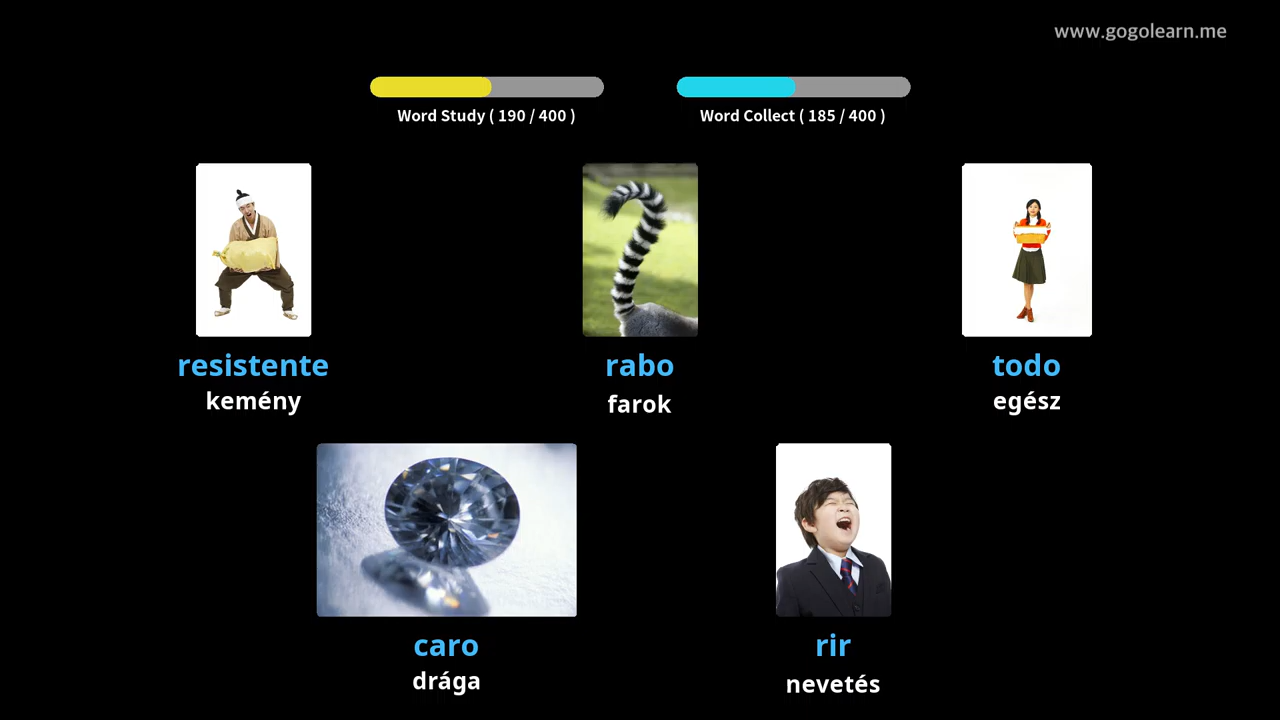 www.gogolearn.me
Word Study ( 190 / 400 )
Word Collect ( 185 / 400 )
resistente
kemény
rabo
farok
todo
egész
caro
drága
rir
nevetés